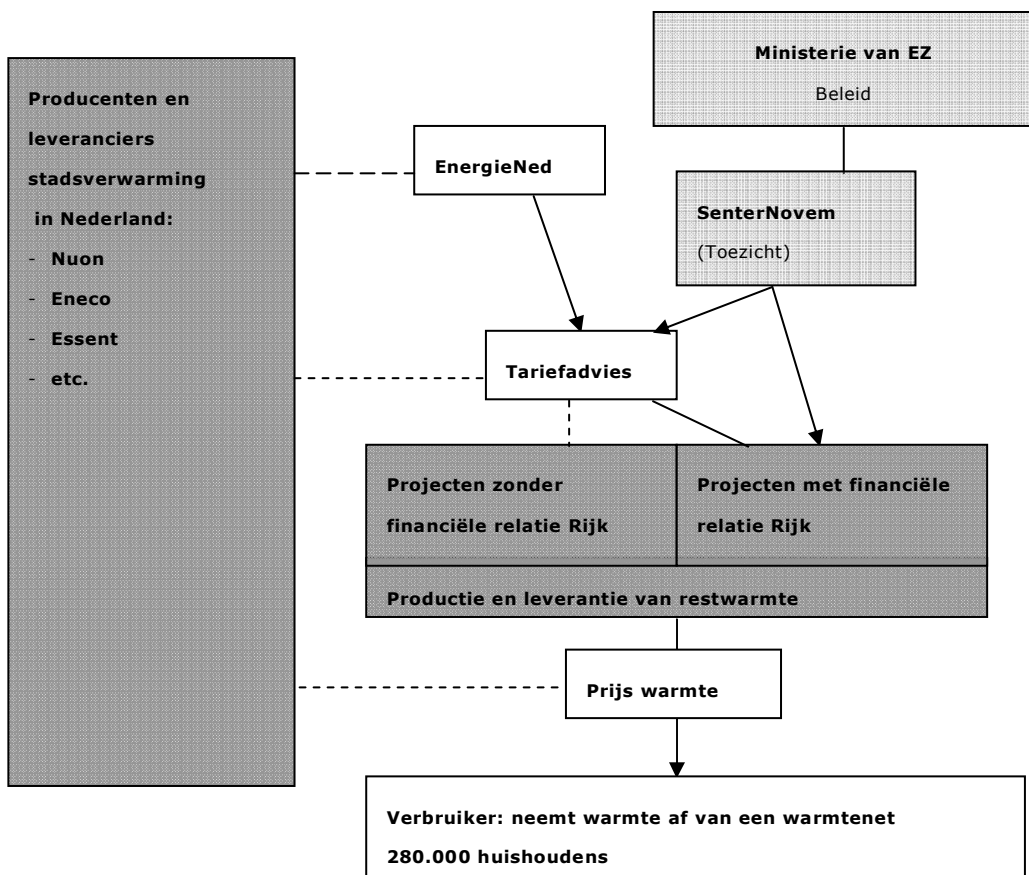 Ministerie van EZ
Beleid
Producenten en
leveranciers
stadsverwarming
in Nederland:
- Nuon
- Eneco
- Essent
- etc.
EnergieNed
SenterNovem
(Toezicht)
Tariefadvies
Projecten zonder
financiële relatie Rijk
Projecten met financiële
relatie Rijk
Productie en leverantie van restwarmte
Prijs warmte
Verbruiker: neemt warmte af van een warmtenet
280.000 huishoudens